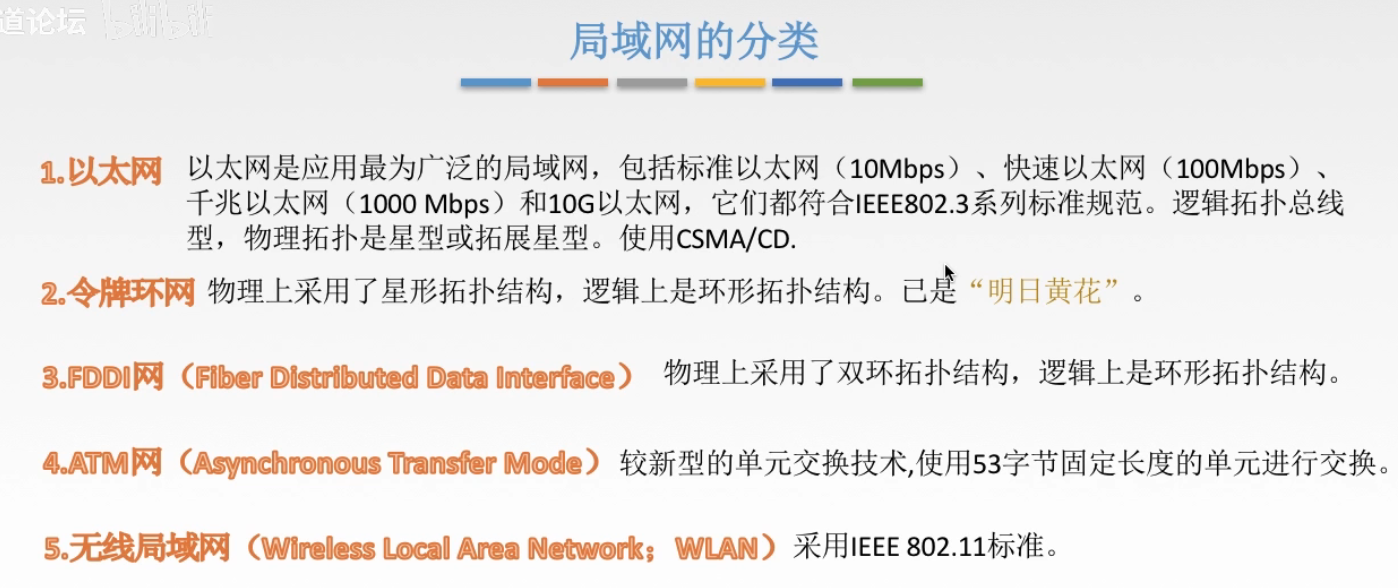 道论坛 bilibili
局域网的分类
1.以太网 以太网是应用最为广泛的局域网，包括标准以太网（10Mbps）、快速以太网（100Mbps）、
千兆以太网（1000 Mbps）和10G以太网，它们都符合IEEE802.3系列标准规范。逻辑拓扑总线
型，物理拓扑是星型或拓展星型。使用CSMA/CD.
2.令牌环网 物理上采用了星形拓扑结构，逻辑上是环形拓扑结构。已是“明日黄花”。
3.FDDI网（Fiber Distributed Data Interface） 物理上采用了双环拓扑结构，逻辑上是环形拓扑结构。
4.ATM网（Asynchronous Transfer Mode）较新型的单元交换技术,使用53字节固定长度的单元进行交换。
5.无线局域网（Wireless Local Area Network；WLAN）采用IEEE 802.11标准。